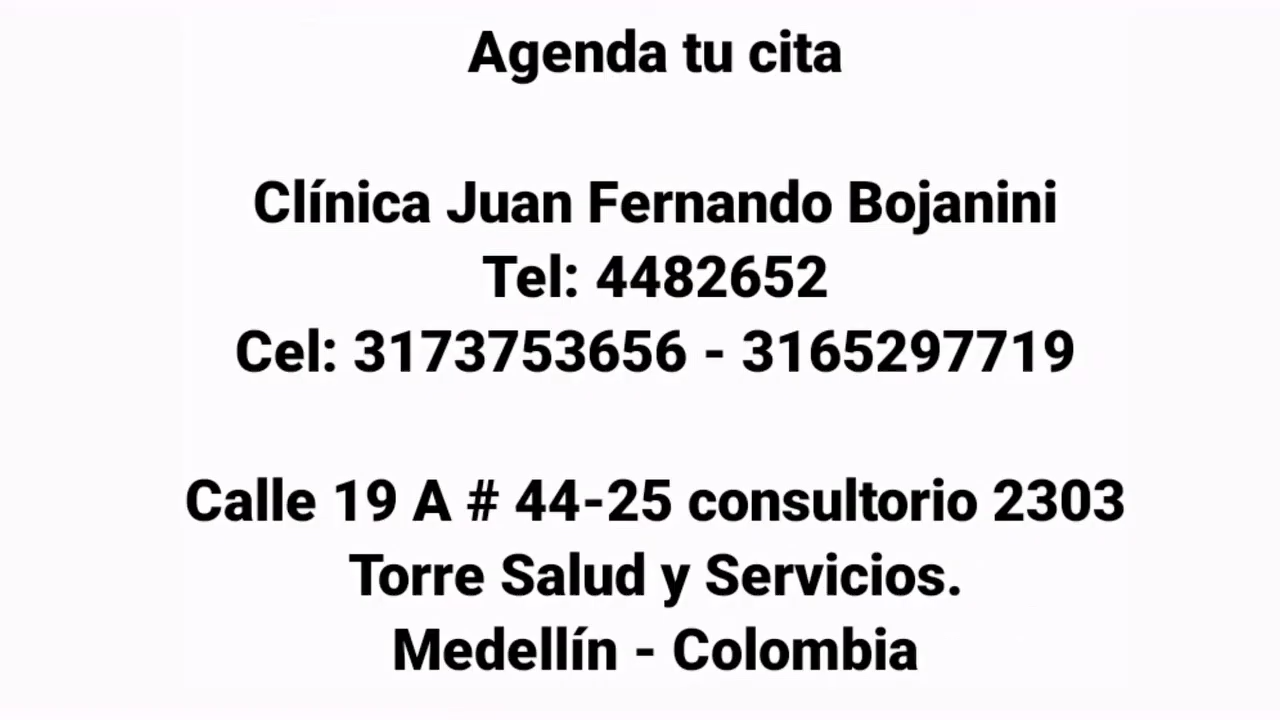 Agenda tu cita
Clínica Juan Fernando Bojanini
Tel: 4482652
Cel: 3173753656 - 3165297719
Calle 19 A # 44-25 consultorio 2303
Torre Salud y Servicios.
Medellín - Colombia